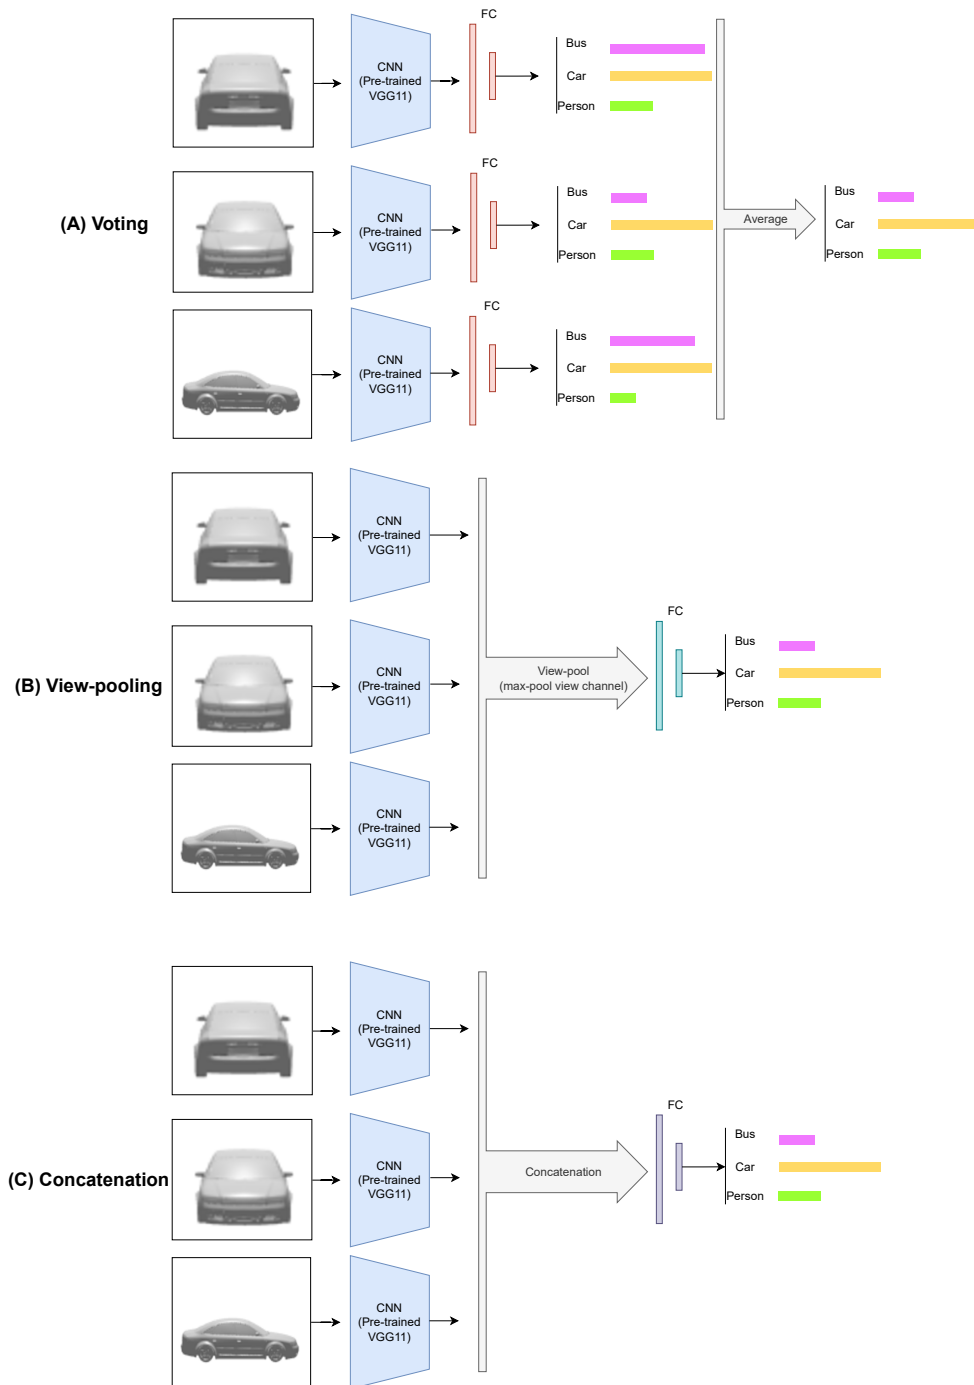 FC
CNN
(Pre-trained
VGG11)
Bus
Car
Person
FC
CNN
(Pre-trained
VGG11)
Bus
Car
Person
(A) Voting
Average
Bus
Car
Person
FC
CNN
(Pre-trained
VGG11)
Bus
Car
Person
CNN
(Pre-trained
VGG11)
(B) View-pooling
CNN
(Pre-trained
VGG11)
View-pool
(max-pool view channel)
FC
Bus
Car
Person
CNN
(Pre-trained
VGG11)
CNN
(Pre-trained
VGG11)
(C) Concatenation
CNN
(Pre-trained
VGG11)
Concatenation
FC
Bus
Car
Person
CNN
(Pre-trained
VGG11)